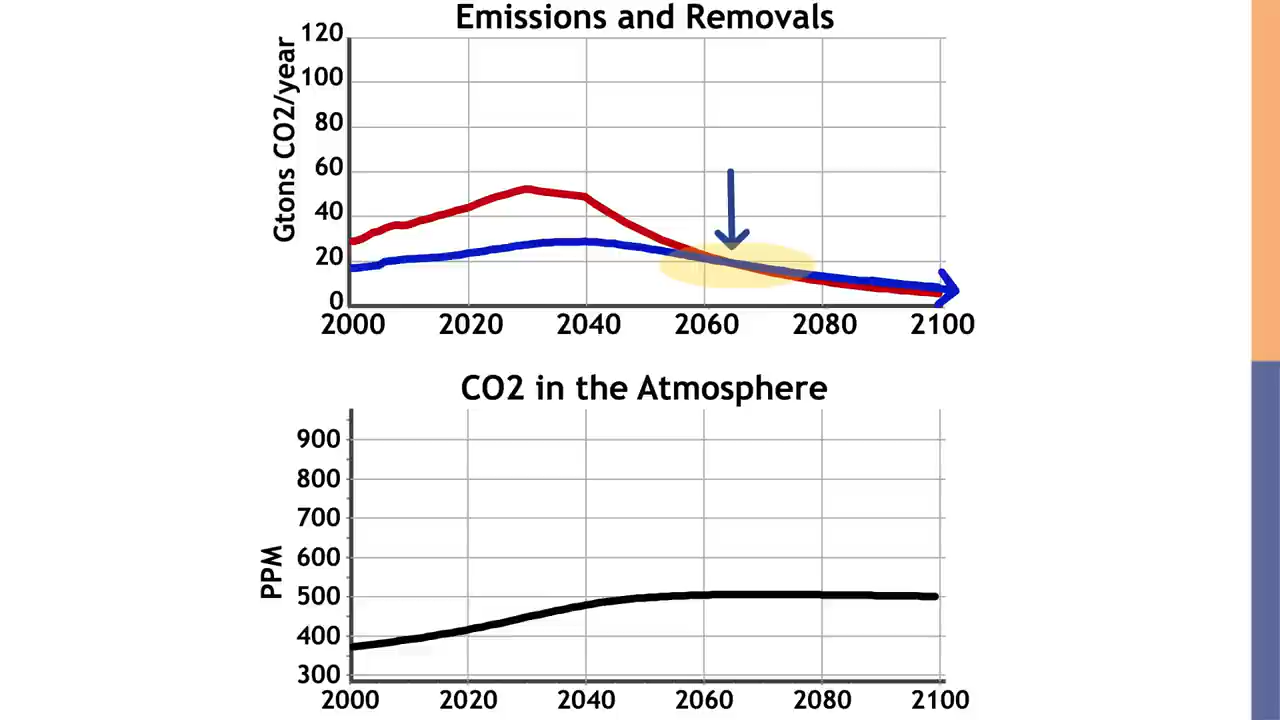 Emissions and Removals
Gtons CO2/year
120
100
80
60
40
20
0
2000 2020 2040 2060 2080 2100
CO2 in the Atmosphere
PPM
900
800
700
600
500
400
300
2000 2020 2040 2060 2080 2100